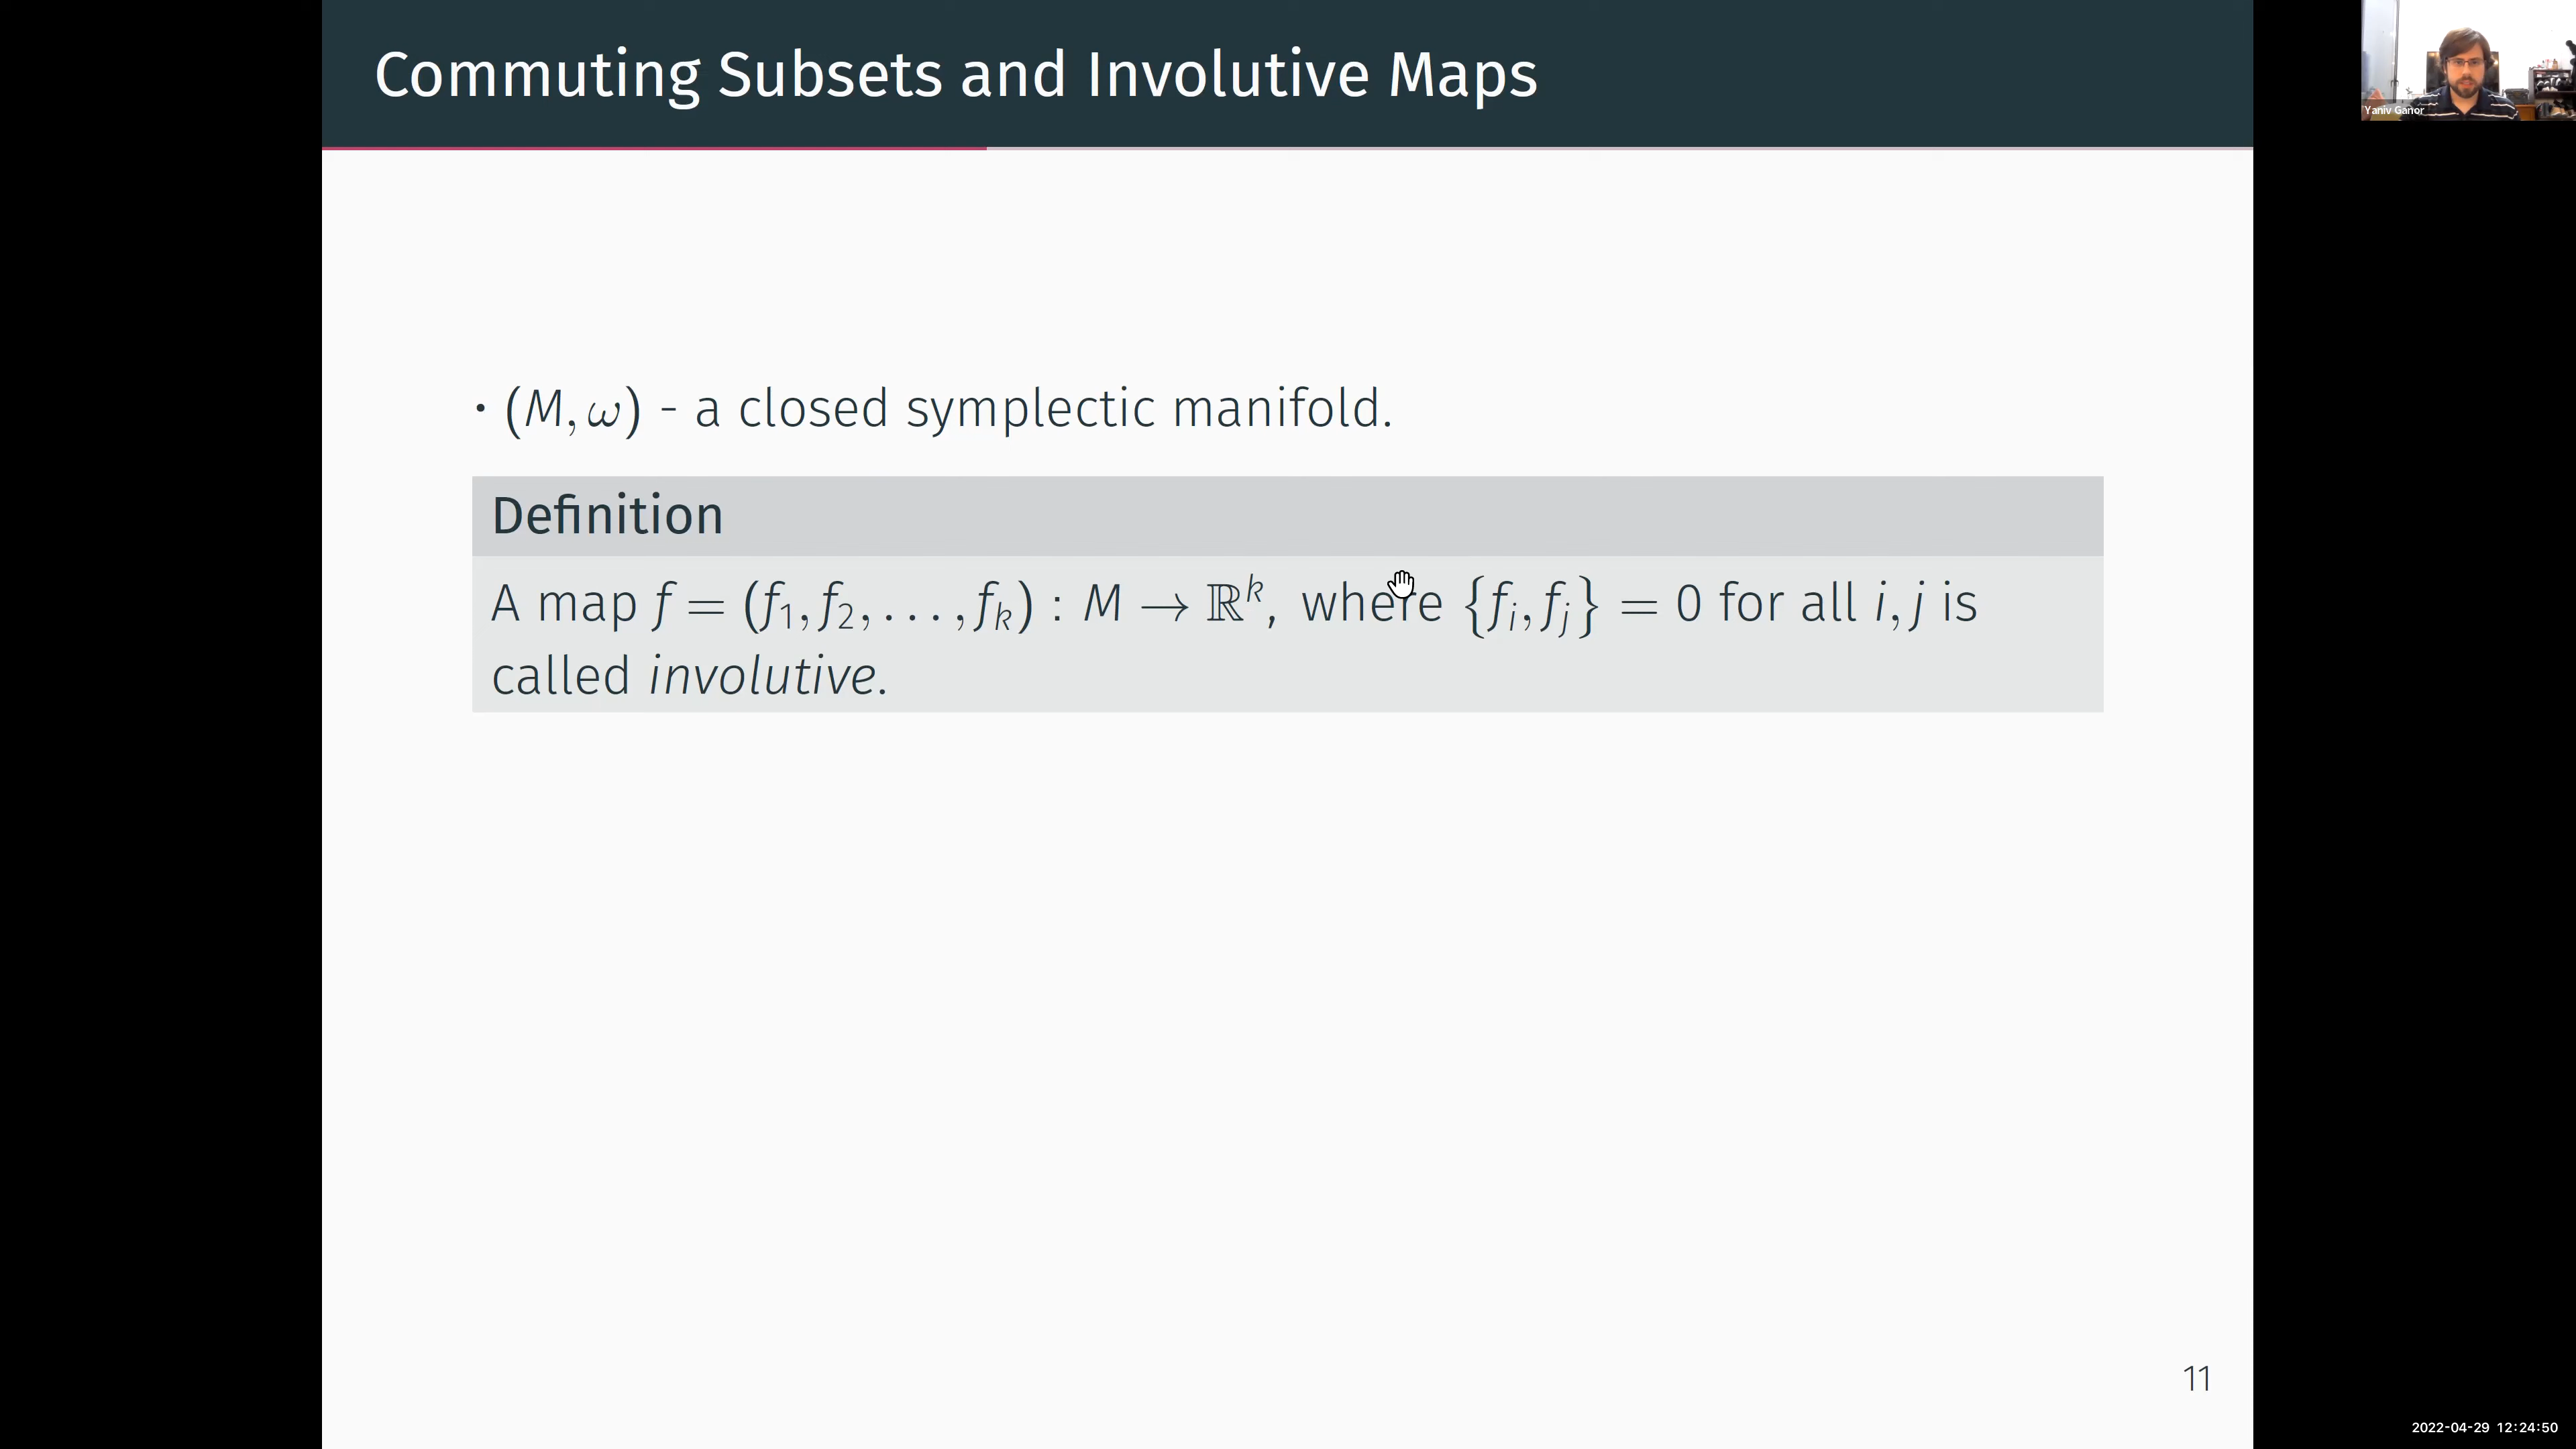 Commuting Subsets and Involutive Maps
Yaniv Ganor
· (M, ω) - a closed symplectic manifold.
Definition
A map f = (f₁, f₂, . . . , fₖ) : M → ℝᵏ, where {fᵢ, fⱼ} = 0 for all i, j is
called involutive.
11
2022-04-29 12:24:50